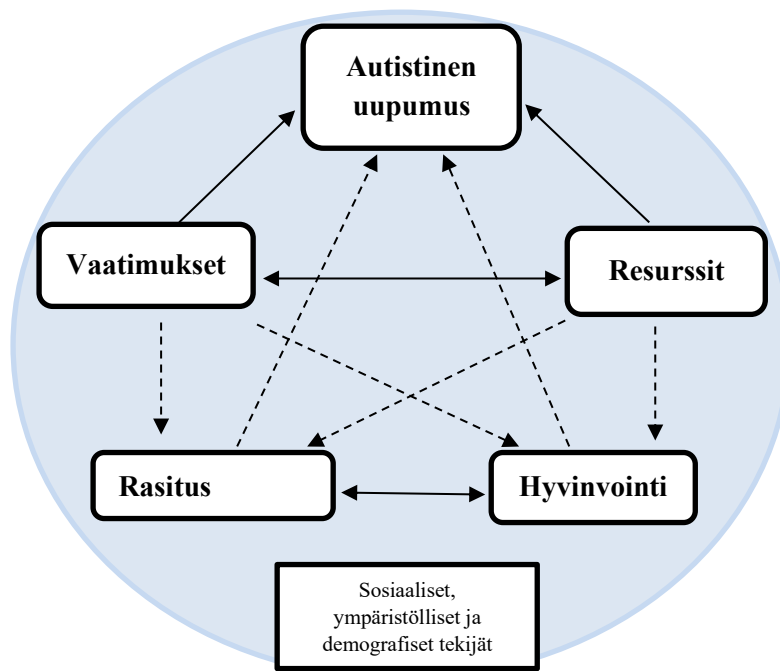 Autistinen
uupumus
Vaatimukset
Resurssit
Rasitus
Hyvinvointi
Sosiaaliset,
ympäristölliset ja
demografiset tekijät